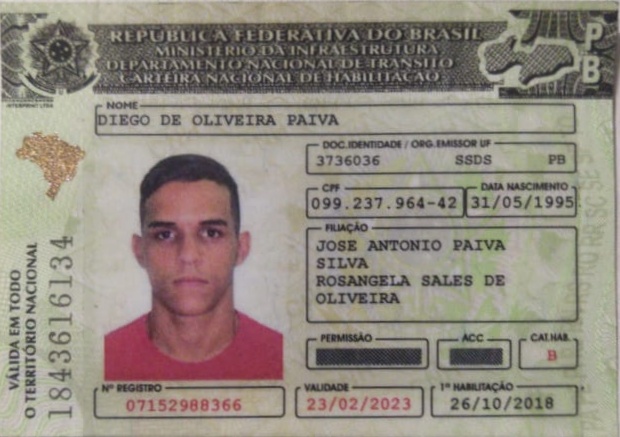 REPÚBLICA FEDERATIVA DO BRASIL
MINISTÉRIO DA INFRAESTRUTURA
DEPARTAMENTO NACIONAL DE TRÂNSITO
CARTEIRA NACIONAL DE HABILITAÇÃO
PB
NOME
DIEGO DE OLIVEIRA PAIVA
DOC. IDENTIDADE / ORG. EMISSOR UF
3736036 SSDS PB
CPF DATA NASCIMENTO
099.237.964-42 31/05/1995
FILIAÇÃO
JOSE ANTONIO PAIVA
SILVA
ROSANGELA SALES DE
OLIVEIRA
PERMISSÃO ACC CAT. HAB.
B
Nº REGISTRO VALIDADE 1ª HABILITAÇÃO
07152988366 23/02/2023 26/10/2018
VÁLIDA EM TODO
O TERRITÓRIO NACIONAL
1843616134